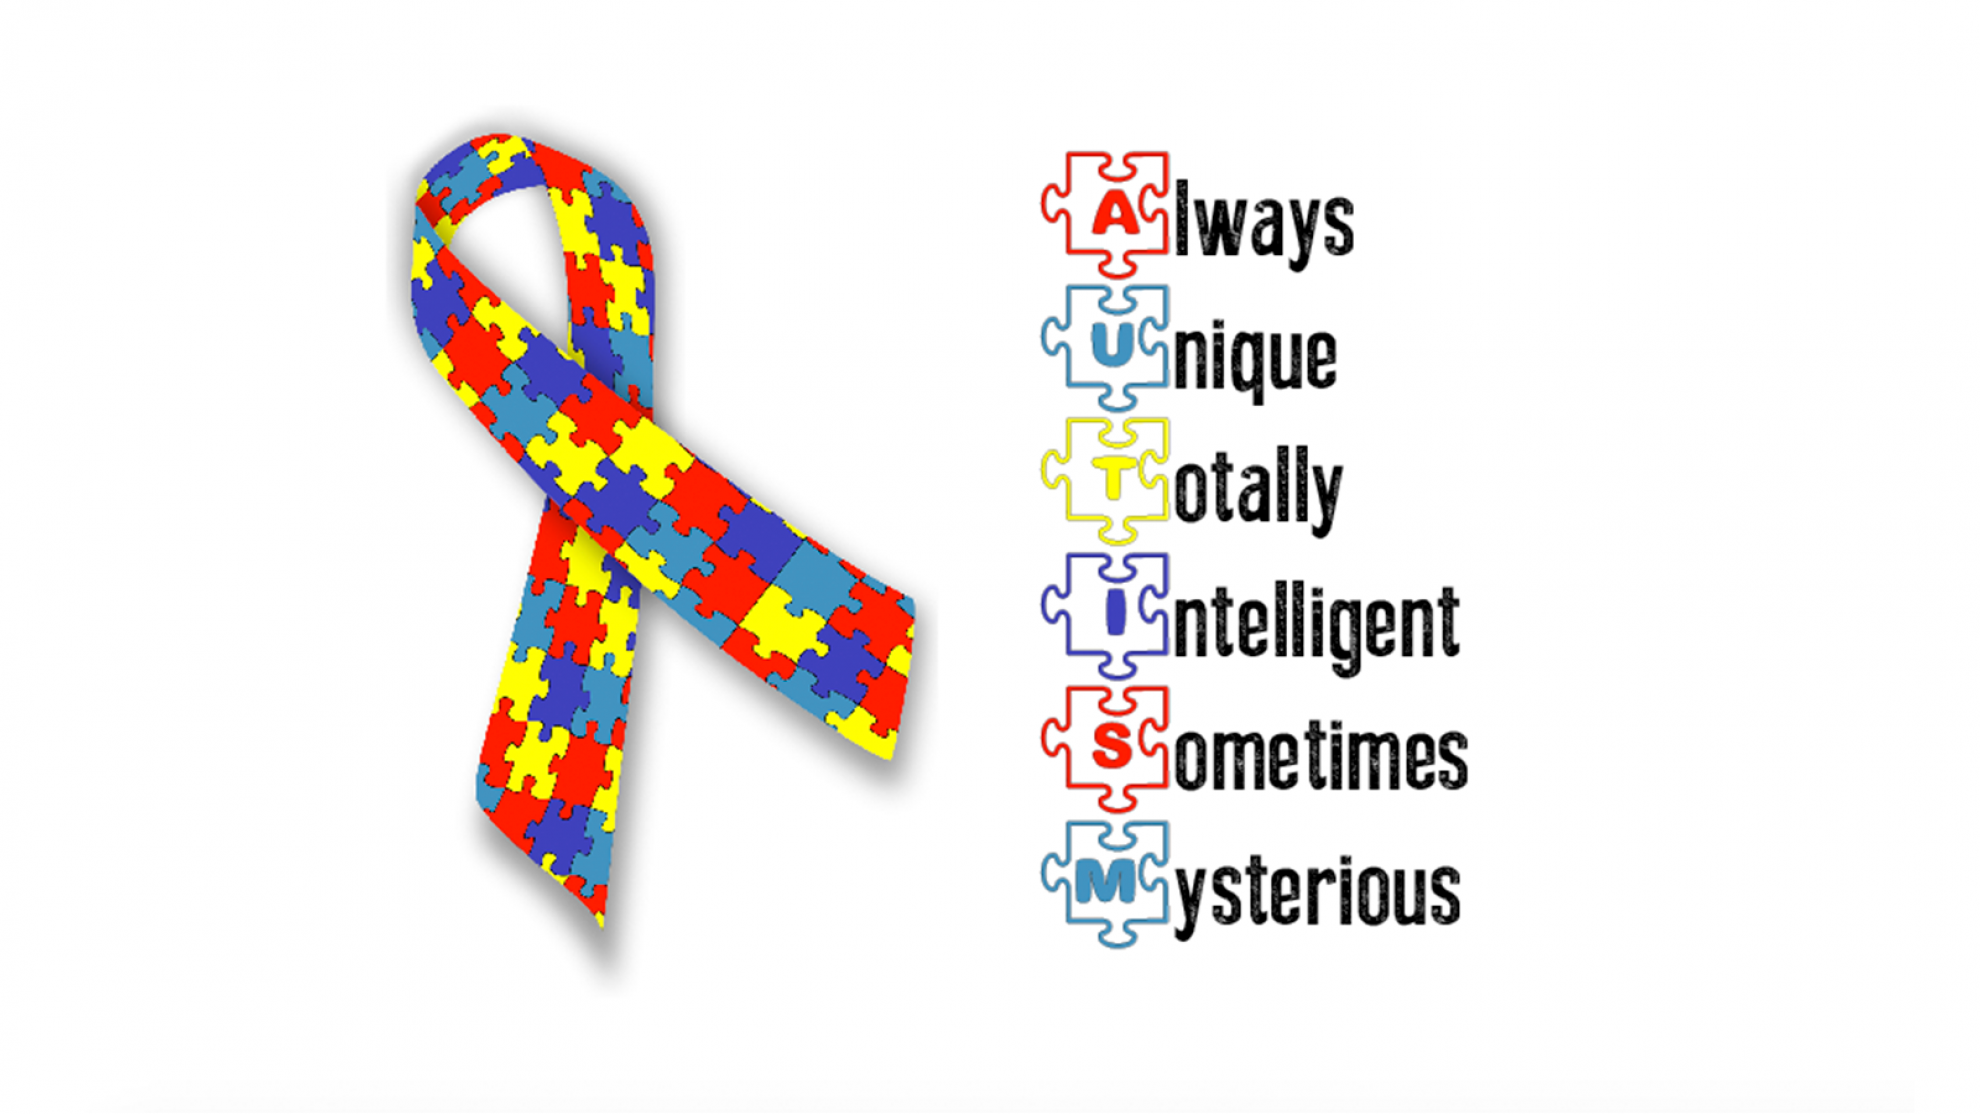 Always
Unique
Totally
Intelligent
Sometimes
Mysterious